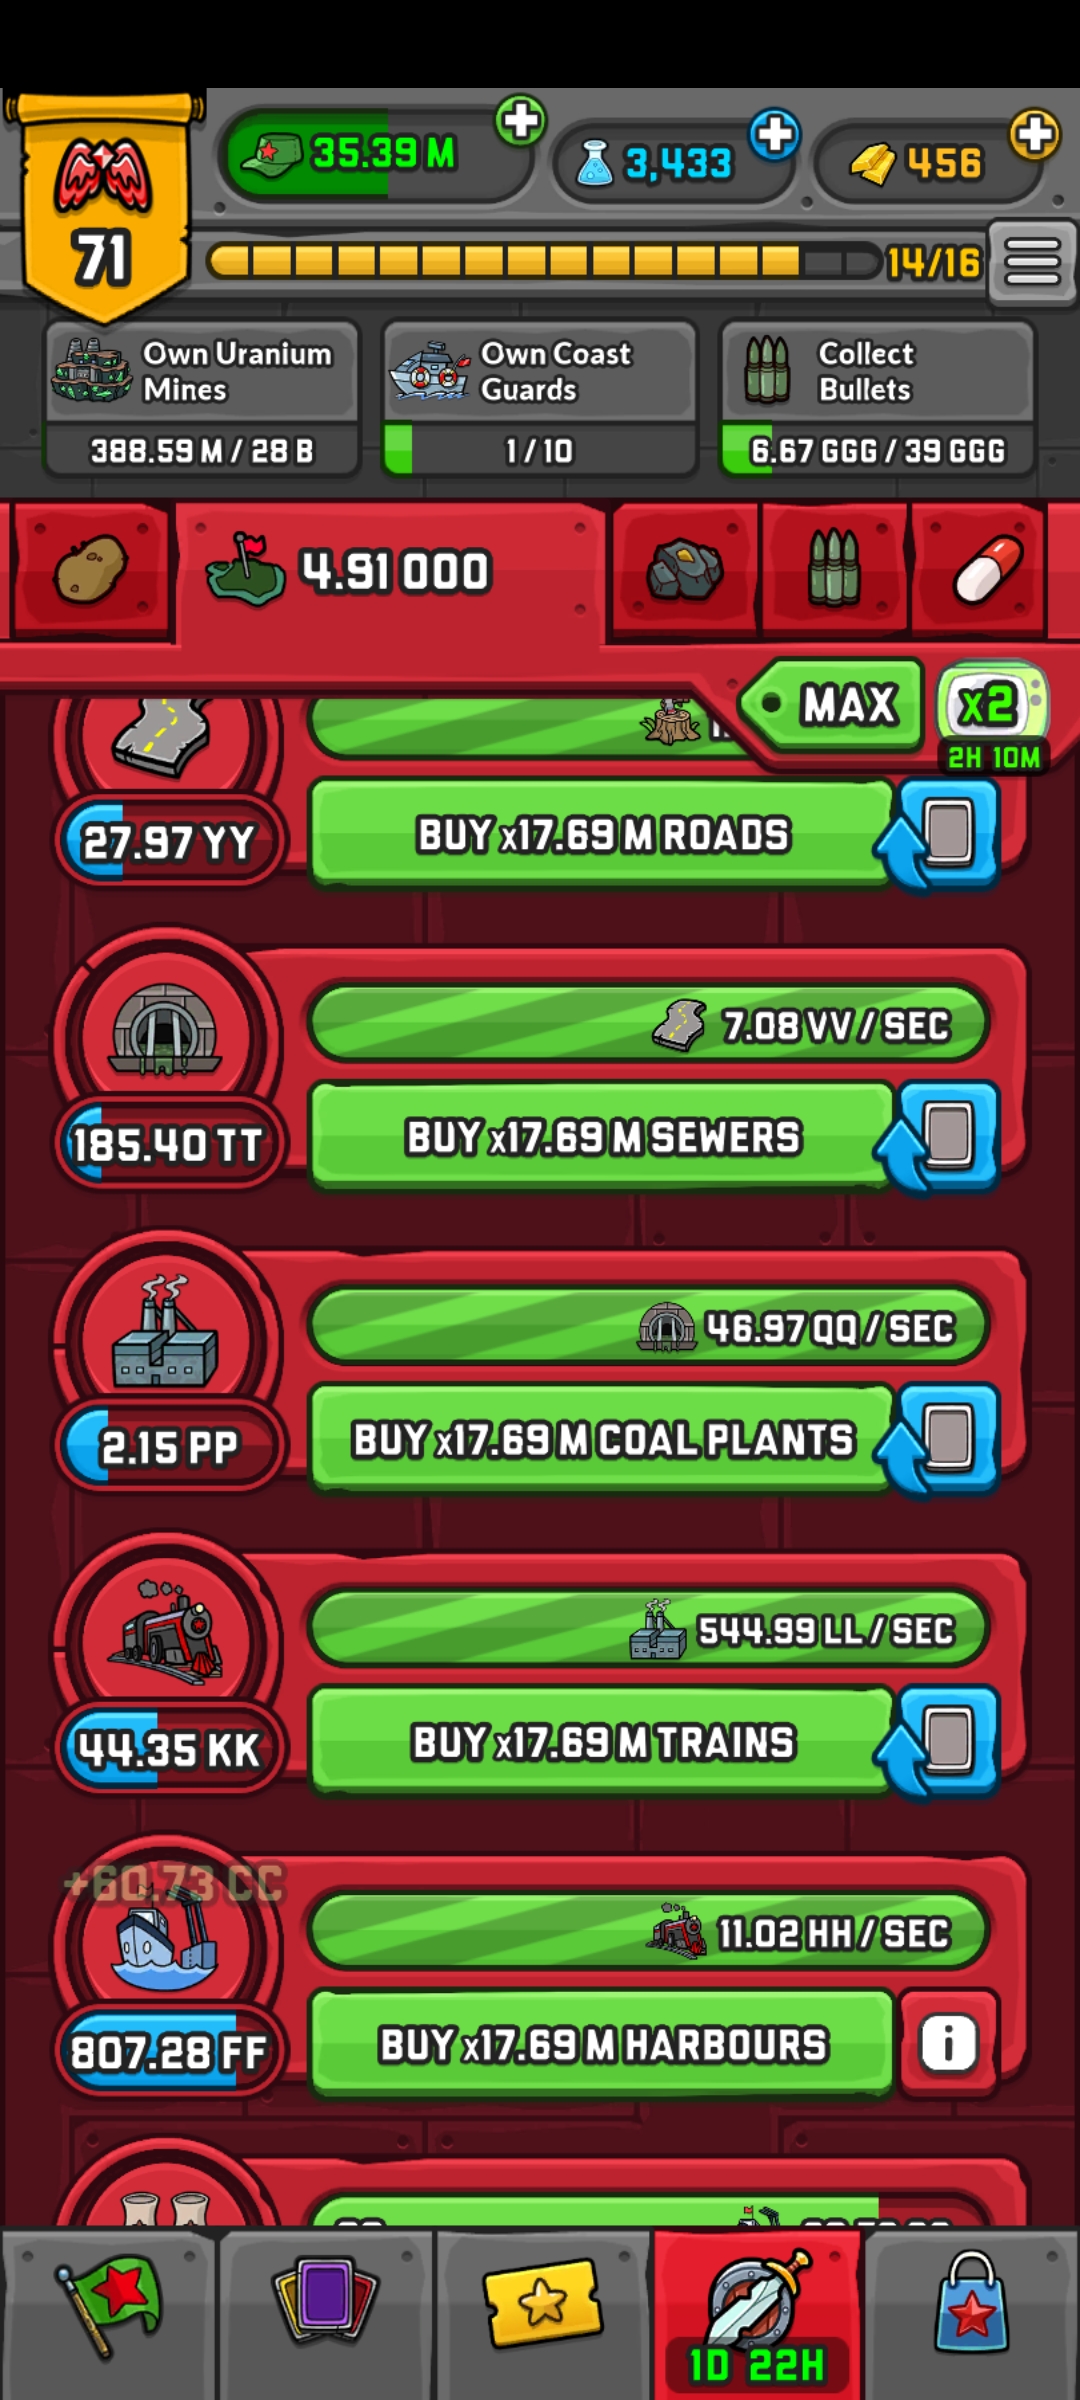 35.39 M
3,433
456
71
14/16
Own Uranium
Mines
388.59 M / 28 B
Own Coast
Guards
1 / 10
Collect
Bullets
6.67 GGG / 39 GGG
4.91 OOO
MAX
x2
2H 10M
27.97 YY
BUY x17.69 M ROADS
7.08 VV / SEC
185.40 TT
BUY x17.69 M SEWERS
46.97 QQ / SEC
2.15 PP
BUY x17.69 M COAL PLANTS
544.99 LL / SEC
44.35 KK
BUY x17.69 M TRAINS
+60.73 CC
11.02 HH / SEC
807.28 FF
BUY x17.69 M HARBOURS
i
1D 22H